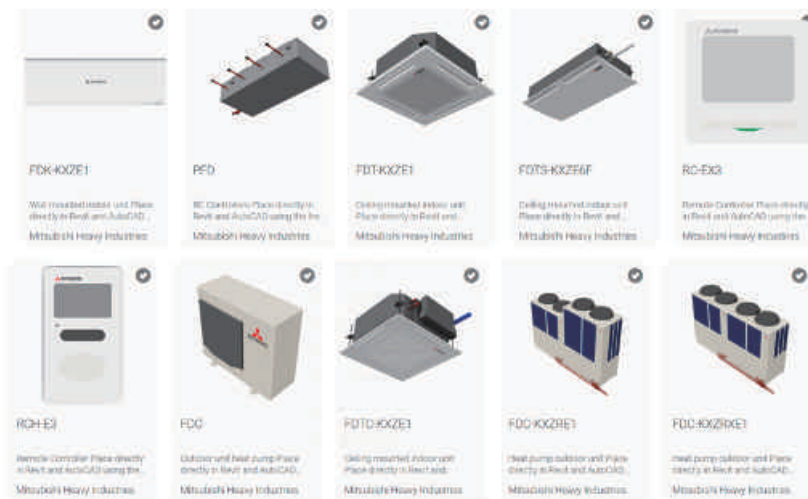 FDK-KXZE1
Wall mounted indoor unit Place
directly in Revit and AutoCAD...
Mitsubishi Heavy Industries
PFD
BC Controllers Place directly in
Revit and AutoCAD using the
Mitsubishi Heavy Industries
FDT-KXZE1
Ceiling mounted indoor unit
Place directly in Revit and
Mitsubishi Heavy Industries
FDTS-KXZE6F
Ceiling mounted indoor unit
Place directly in Revit and
Mitsubishi Heavy Industries
RC-EX3
Remote Controller Place directly
in Revit and AutoCAD using the
Mitsubishi Heavy Industries
RCH-E3
Remote Controller Place directly
in Revit and AutoCAD using the
Mitsubishi Heavy Industries
FDC
Outdoor unit heat pump Place
directly in Revit and AutoCAD...
Mitsubishi Heavy Industries
FDTC-KXZE1
Ceiling mounted indoor unit
Place directly in Revit and
Mitsubishi Heavy Industries
FDC-KXZRE1
Heat pump outdoor unit Place
directly in Revit and AutoCAD...
Mitsubishi Heavy Industries
FDC-KXZRXE1
Heat pump outdoor unit Place
directly in Revit and AutoCAD...
Mitsubishi Heavy Industries